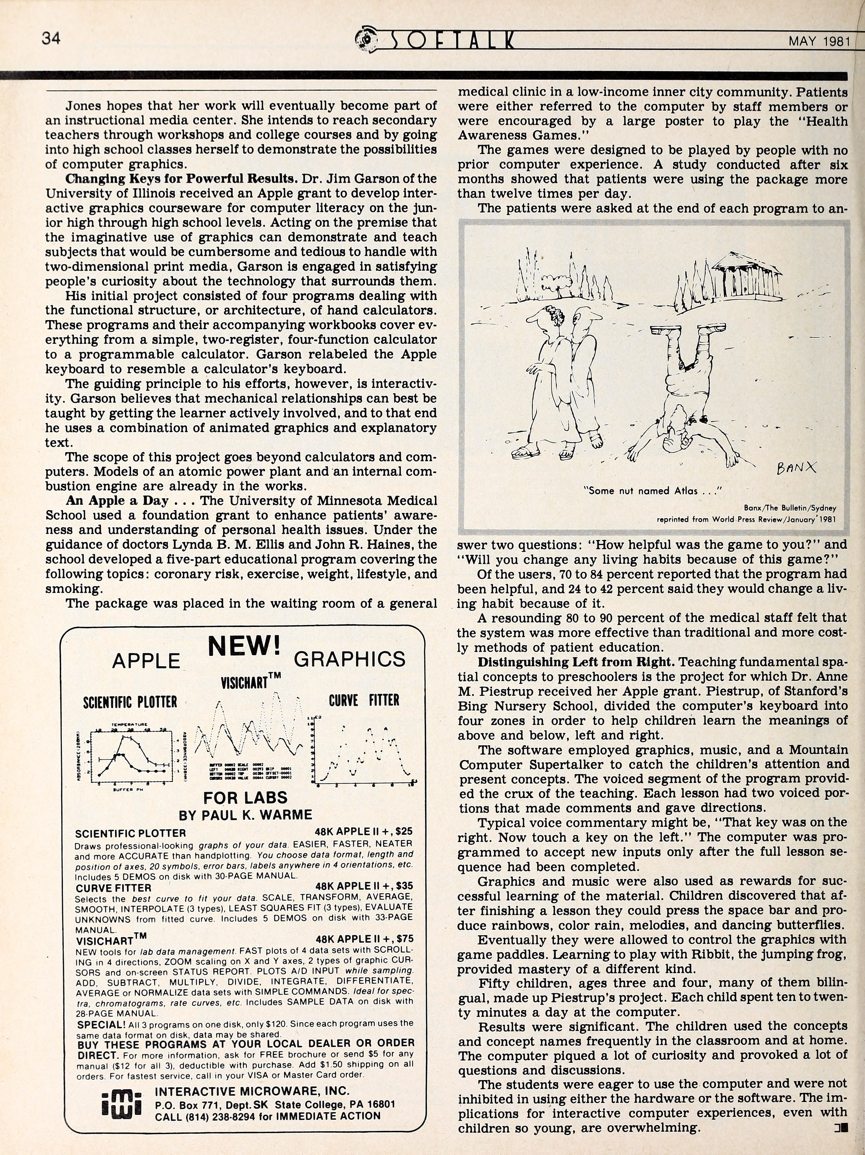 34
SOFTALK
MAY 1981
Jones hopes that her work will eventually become part of
an instructional media center. She intends to reach secondary
teachers through workshops and college courses and by going
into high school classes herself to demonstrate the possibilities
of computer graphics.
Changing Keys for Powerful Results. Dr. Jim Garson of the
University of Illinois received an Apple grant to develop inter-
active graphics courseware for computer literacy on the jun-
ior high through high school levels. Acting on the premise that
the imaginative use of graphics can demonstrate and teach
subjects that would be cumbersome and tedious to handle with
two-dimensional print media, Garson is engaged in satisfying
people's curiosity about the technology that surrounds them.
His initial project consisted of four programs dealing with
the functional structure, or architecture, of hand calculators.
These programs and their accompanying workbooks cover ev-
erything from a simple, two-register, four-function calculator
to a programmable calculator. Garson relabeled the Apple
keyboard to resemble a calculator's keyboard.
The guiding principle to his efforts, however, is interactiv-
ity. Garson believes that mechanical relationships can best be
taught by getting the learner actively involved, and to that end
he uses a combination of animated graphics and explanatory
text.
The scope of this project goes beyond calculators and com-
puters. Models of an atomic power plant and an internal com-
bustion engine are already in the works.
An Apple a Day . . . The University of Minnesota Medical
School used a foundation grant to enhance patients' aware-
ness and understanding of personal health issues. Under the
guidance of doctors Lynda B. M. Ellis and John R. Haines, the
school developed a five-part educational program covering the
following topics: coronary risk, exercise, weight, lifestyle, and
smoking.
The package was placed in the waiting room of a general
NEW!
APPLE GRAPHICS
VISICHART™
SCIENTIFIC PLOTTER
CURVE FITTER
TEMPERATURE
BUFFER PH
FOR LABS
BY PAUL K. WARME
SCIENTIFIC PLOTTER 48K APPLE II +, $25
Draws professional-looking graphs of your data. EASIER, FASTER, NEATER
and more ACCURATE than handplotting. You choose data format, length and
position of axes, 20 symbols, error bars, labels anywhere in 4 orientations, etc.
Includes 5 DEMOS on disk with 30-PAGE MANUAL.
CURVE FITTER 48K APPLE II +, $35
Selects the best curve to fit your data. SCALE, TRANSFORM, AVERAGE,
SMOOTH, INTERPOLATE (3 types), LEAST SQUARES FIT (3 types), EVALUATE
UNKNOWNS from fitted curve. Includes 5 DEMOS on disk with 33-PAGE
MANUAL.
VISICHART™ 48K APPLE II +, $75
NEW tools for lab data management. FAST plots of 4 data sets with SCROLL-
ING in 4 directions, ZOOM scaling on X and Y axes, 2 types of graphic CUR-
SORS and on-screen STATUS REPORT. PLOTS A/D INPUT while sampling.
ADD, SUBTRACT, MULTIPLY, DIVIDE, INTEGRATE, DIFFERENTIATE,
AVERAGE or NORMALIZE data sets with SIMPLE COMMANDS. Ideal for spec-
tra, chromatograms, rate curves, etc. Includes SAMPLE DATA on disk with
28-PAGE MANUAL.
SPECIAL! All 3 programs on one disk, only $120. Since each program uses the
same data format on disk, data may be shared.
BUY THESE PROGRAMS AT YOUR LOCAL DEALER OR ORDER
DIRECT. For more information, ask for FREE brochure or send $5 for any
manual ($12 for all 3), deductible with purchase. Add $1.50 shipping on all
orders. For fastest service, call in your VISA or Master Card order.
INTERACTIVE MICROWARE, INC.
P.O. Box 771, Dept. SK State College, PA 16801
CALL (814) 238-8294 for IMMEDIATE ACTION
medical clinic in a low-income inner city community. Patients
were either referred to the computer by staff members or
were encouraged by a large poster to play the "Health
Awareness Games."
The games were designed to be played by people with no
prior computer experience. A study conducted after six
months showed that patients were using the package more
than twelve times per day.
The patients were asked at the end of each program to an-
BANX
"Some nut named Atlas . . ."
Banx/The Bulletin/Sydney
reprinted from World Press Review/January 1981
swer two questions: "How helpful was the game to you?" and
"Will you change any living habits because of this game?"
Of the users, 70 to 84 percent reported that the program had
been helpful, and 24 to 42 percent said they would change a liv-
ing habit because of it.
A resounding 80 to 90 percent of the medical staff felt that
the system was more effective than traditional and more cost-
ly methods of patient education.
Distinguishing Left from Right. Teaching fundamental spa-
tial concepts to preschoolers is the project for which Dr. Anne
M. Piestrup received her Apple grant. Piestrup, of Stanford's
Bing Nursery School, divided the computer's keyboard into
four zones in order to help children learn the meanings of
above and below, left and right.
The software employed graphics, music, and a Mountain
Computer Supertalker to catch the children's attention and
present concepts. The voiced segment of the program provid-
ed the crux of the teaching. Each lesson had two voiced por-
tions that made comments and gave directions.
Typical voice commentary might be, "That key was on the
right. Now touch a key on the left." The computer was pro-
grammed to accept new inputs only after the full lesson se-
quence had been completed.
Graphics and music were also used as rewards for suc-
cessful learning of the material. Children discovered that af-
ter finishing a lesson they could press the space bar and pro-
duce rainbows, color rain, melodies, and dancing butterflies.
Eventually they were allowed to control the graphics with
game paddles. Learning to play with Ribbit, the jumping frog,
provided mastery of a different kind.
Fifty children, ages three and four, many of them bilin-
gual, made up Piestrup's project. Each child spent ten to twen-
ty minutes a day at the computer.
Results were significant. The children used the concepts
and concept names frequently in the classroom and at home.
The computer piqued a lot of curiosity and provoked a lot of
questions and discussions.
The students were eager to use the computer and were not
inhibited in using either the hardware or the software. The im-
plications for interactive computer experiences, even with
children so young, are overwhelming.